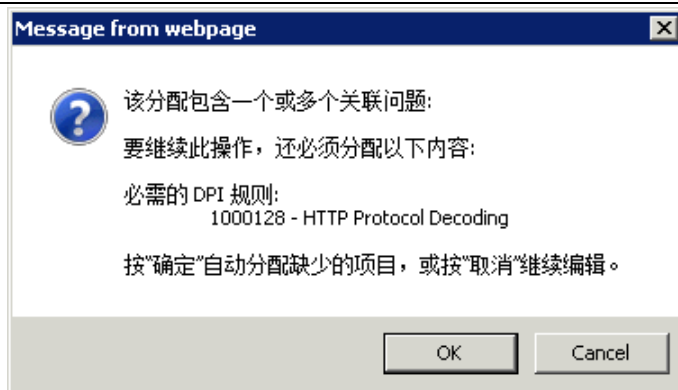 Message from webpage
该分配包含一个或多个关联问题:
要继续此操作，还必须分配以下内容:
必需的 DPI 规则:
1000128 - HTTP Protocol Decoding
按"确定"自动分配缺少的项目，或按"取消"继续编辑。
OK
Cancel